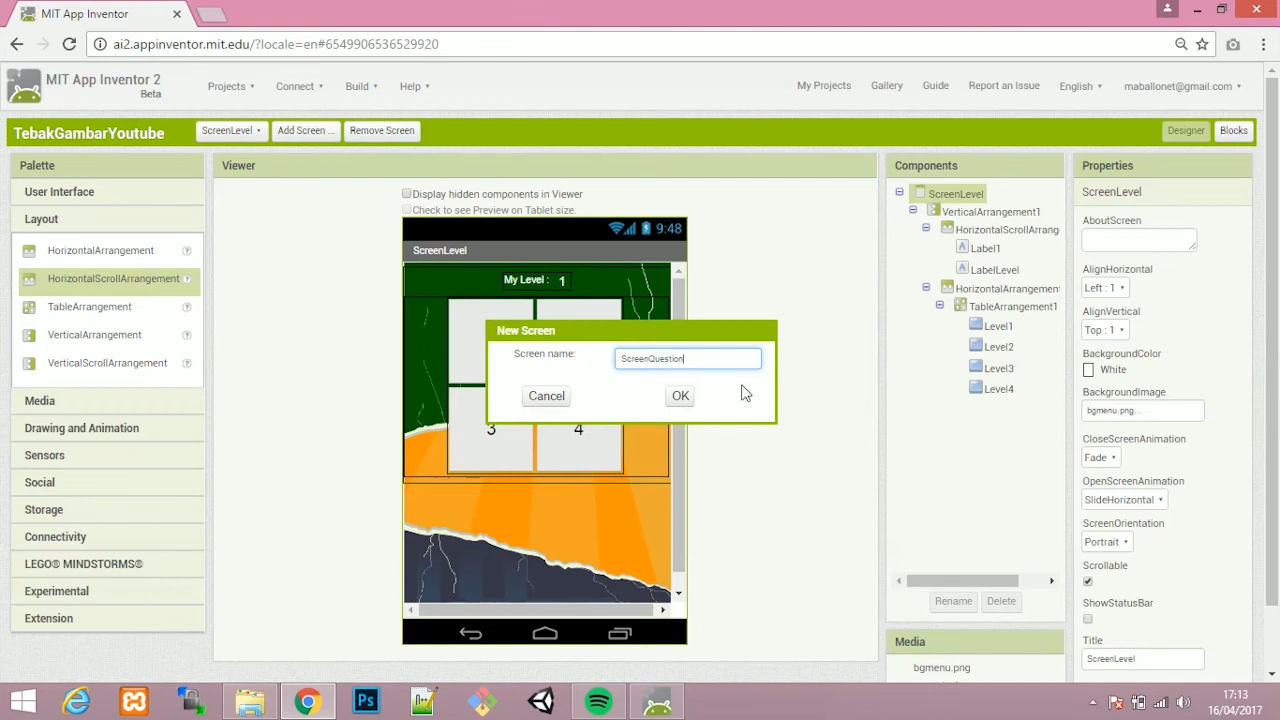 MIT App Inventor
ai2.appinventor.mit.edu/?locale=en#6549906536529920
MIT App Inventor 2
Beta
Projects
Connect
Build
Help
My Projects
Gallery
Guide
Report an Issue
English
maballonet@gmail.com
TebakGambarYoutube
ScreenLevel
Add Screen ...
Remove Screen
Designer
Blocks
Palette
User Interface
Layout
HorizontalArrangement
HorizontalScrollArrangement
TableArrangement
VerticalArrangement
VerticalScrollArrangement
Media
Drawing and Animation
Sensors
Social
Storage
Connectivity
LEGO® MINDSTORMS®
Experimental
Extension
Viewer
Display hidden components in Viewer
Check to see Preview on Tablet size.
9:48
ScreenLevel
My Level : 1
New Screen
Screen name:
ScreenQuestion
Cancel
OK
3
4
Components
ScreenLevel
VerticalArrangement1
HorizontalScrollArrang
Label1
LabelLevel
HorizontalArrangement
TableArrangement1
Level1
Level2
Level3
Level4
Rename
Delete
Media
bgmenu.png
Properties
ScreenLevel
AboutScreen
AlignHorizontal
Left : 1
AlignVertical
Top : 1
BackgroundColor
White
BackgroundImage
bgmenu.png...
CloseScreenAnimation
Fade
OpenScreenAnimation
SlideHorizontal
ScreenOrientation
Portrait
Scrollable
ShowStatusBar
Title
ScreenLevel
Ps
17:13
16/04/2017